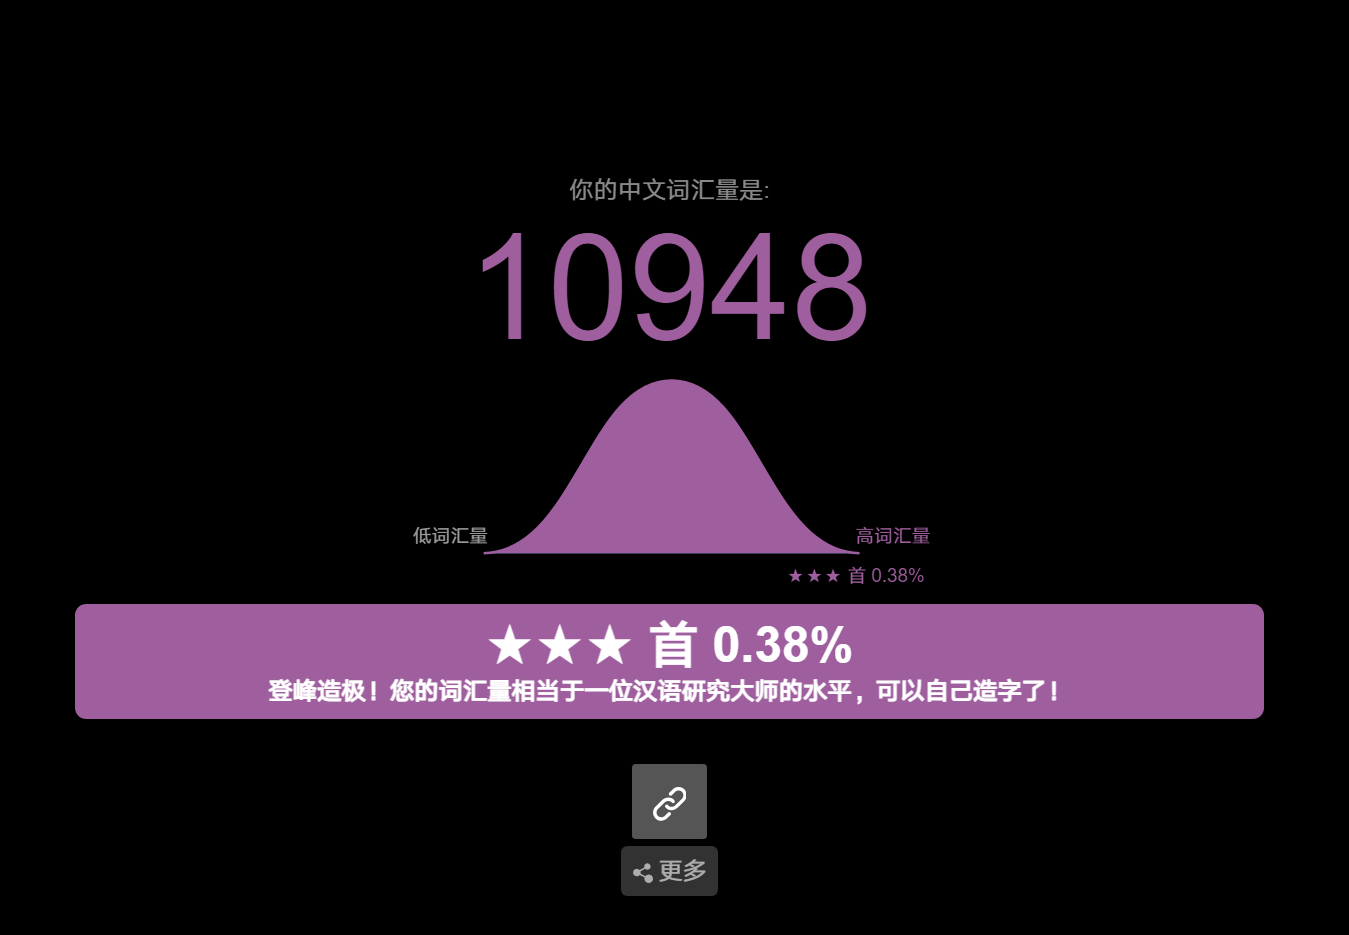 你的中文词汇量是:
10948
低词汇量
高词汇量
★★★ 首 0.38%
★★★ 首 0.38%
登峰造极！您的词汇量相当于一位汉语研究大师的水平，可以自己造字了！
更多